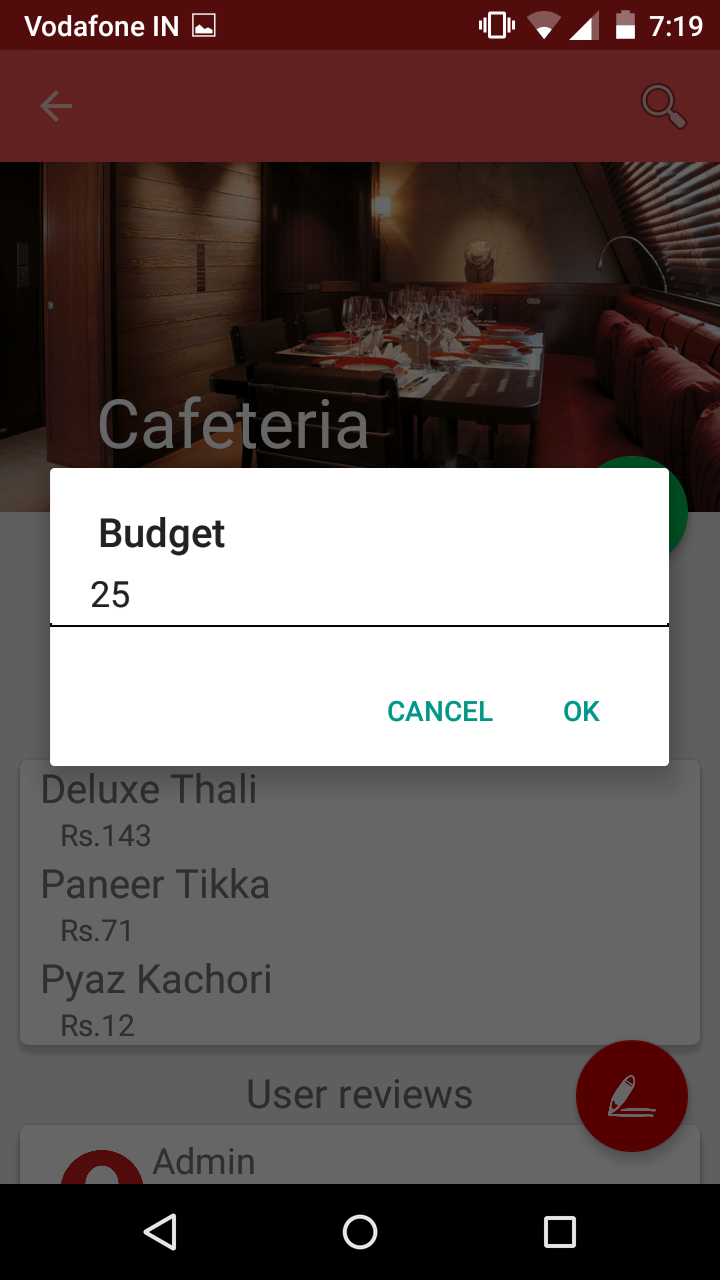 Vodafone IN
7:19
Cafeteria
Budget
25
CANCEL OK
Deluxe Thali
Rs.143
Paneer Tikka
Rs.71
Pyaz Kachori
Rs.12
User reviews
Admin